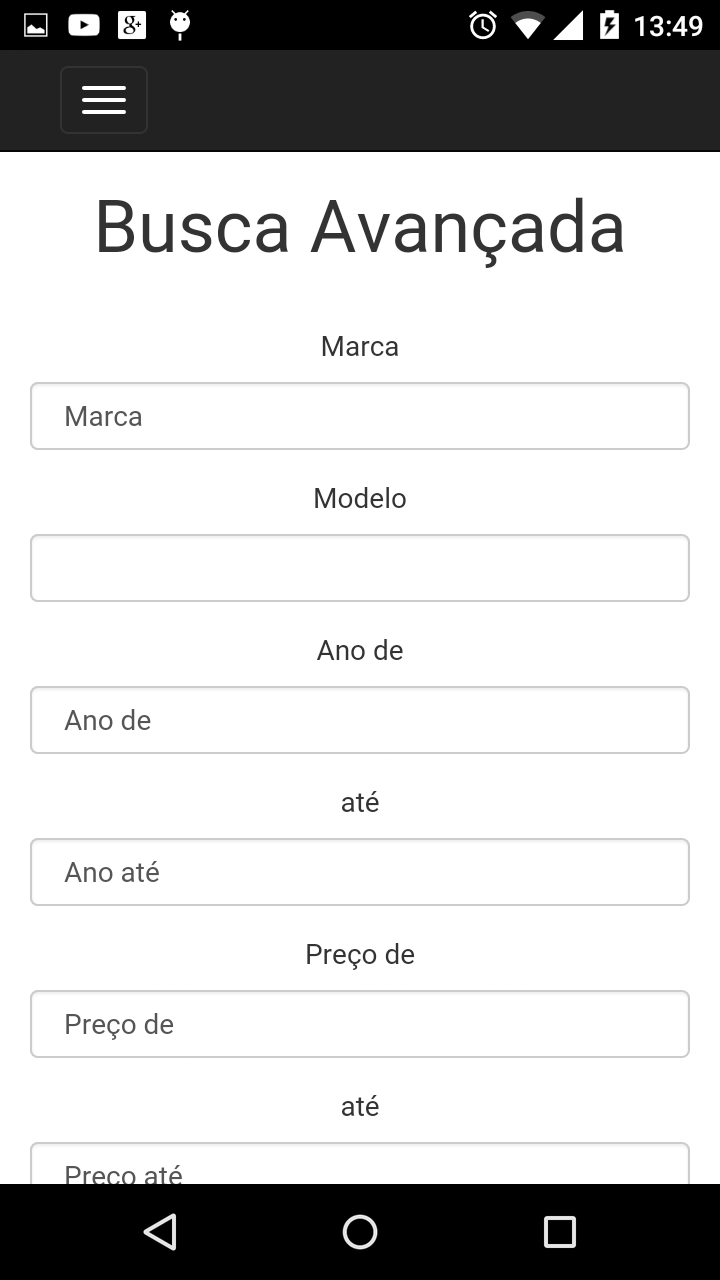 13:49
Busca Avançada
Marca
Marca
Modelo
Ano de
Ano de
até
Ano até
Preço de
Preço de
até
Preço até